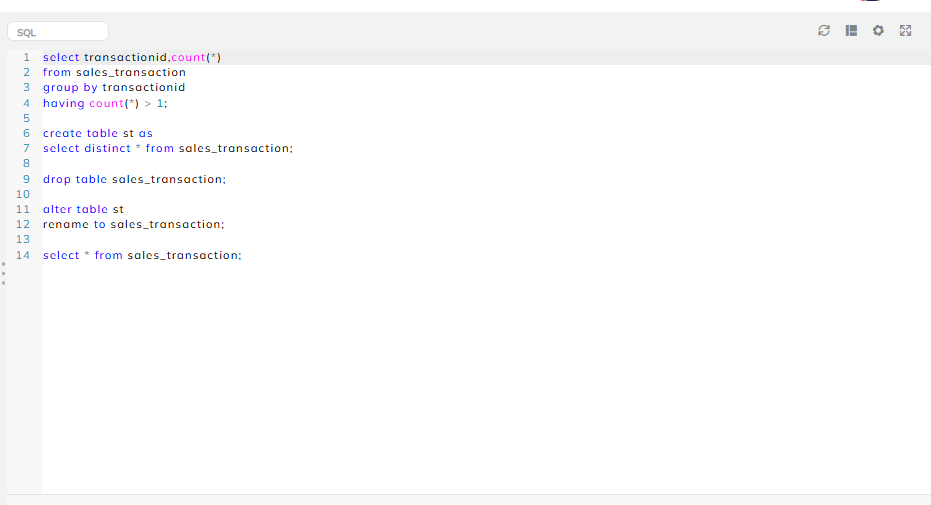 SQL
1 select transactionid,count(*)
2 from sales_transaction
3 group by transactionid
4 having count(*) > 1;
5
6 create table st as
7 select distinct * from sales_transaction;
8
9 drop table sales_transaction;
10
11 alter table st
12 rename to sales_transaction;
13
14 select * from sales_transaction;